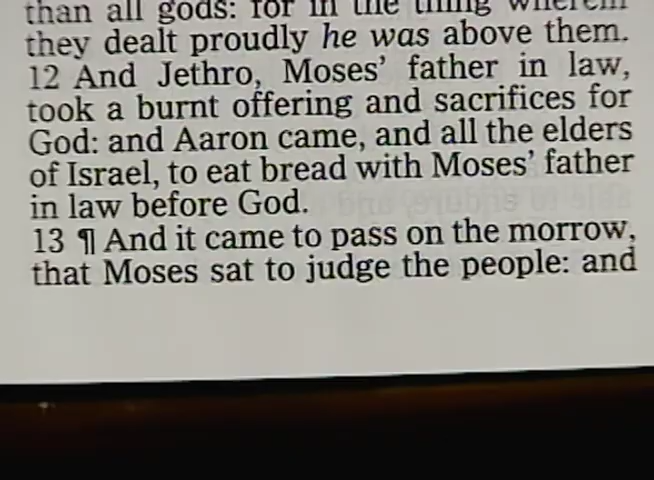 than all gods: for in the thing wherein
they dealt proudly he was above them.
12 And Jethro, Moses' father in law,
took a burnt offering and sacrifices for
God: and Aaron came, and all the elders
of Israel, to eat bread with Moses' father
in law before God.
13 ¶ And it came to pass on the morrow,
that Moses sat to judge the people: and